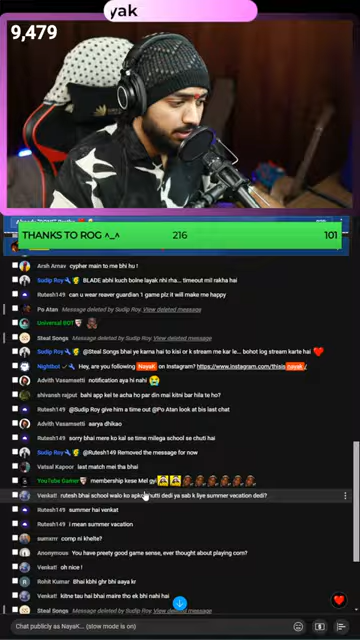 yak
9,479
THANKS TO ROG ^_^ 216 101
Arsh Arnav cypher main to me bhi hu !
Sudip Roy BLADE abhi kuch bolne layak nhi rha... timeout mil rakha hai
Rutesh149 can u wear reaver guardian 1 game plz it will make me happy
Po Atan Message deleted by Sudip Roy. View deleted message
Universal BOT
Steal Songs Message deleted by Sudip Roy. View deleted message
Sudip Roy @Steal Songs bhai ye karna hai to kisi or k stream me kar le... bohot log stream karte hai
Nightbot Hey, are you following Nayak on Instagram? https://www.instagram.com/thisis nayak /
Advith Vasameetti notification aya hi nahi
shivansh rajput bahi app kel te acha ho par din mai kitni bar hila te ho?
Rutesh149 @Sudip Roy give him a time out @Po Atan look at bis last chat
Advith Vasameetti aarya dhikao
Rutesh149 sorry bhai mere ko kal se time milega school se chuti hai
Sudip Roy @Rutesh149 Removed the message for now
Vatsal Kapoor last match mei tha bhai
YouTube Gamer membership kese Mel gyi
Venkat! rutesh bhai school walo ko apko chutti dedi ya sab k liye summer vecation dedi?
Rutesh149 summer hai venkat
Rutesh149 i mean summer vacation
comp ni khelte?
Anonymous You have preety good game sense, ever thought about playing corn?
Venkat! oh nice !
Rohit Kumar Bhai kbhi ghr bhi aaya kr
Venkat! kitne tau hai bhai maire tho ek bhi nahi hai
Steal Songs Message deleted by Sudip Roy. View deleted message
Chat publicly as NayaK... (slow mode is on)